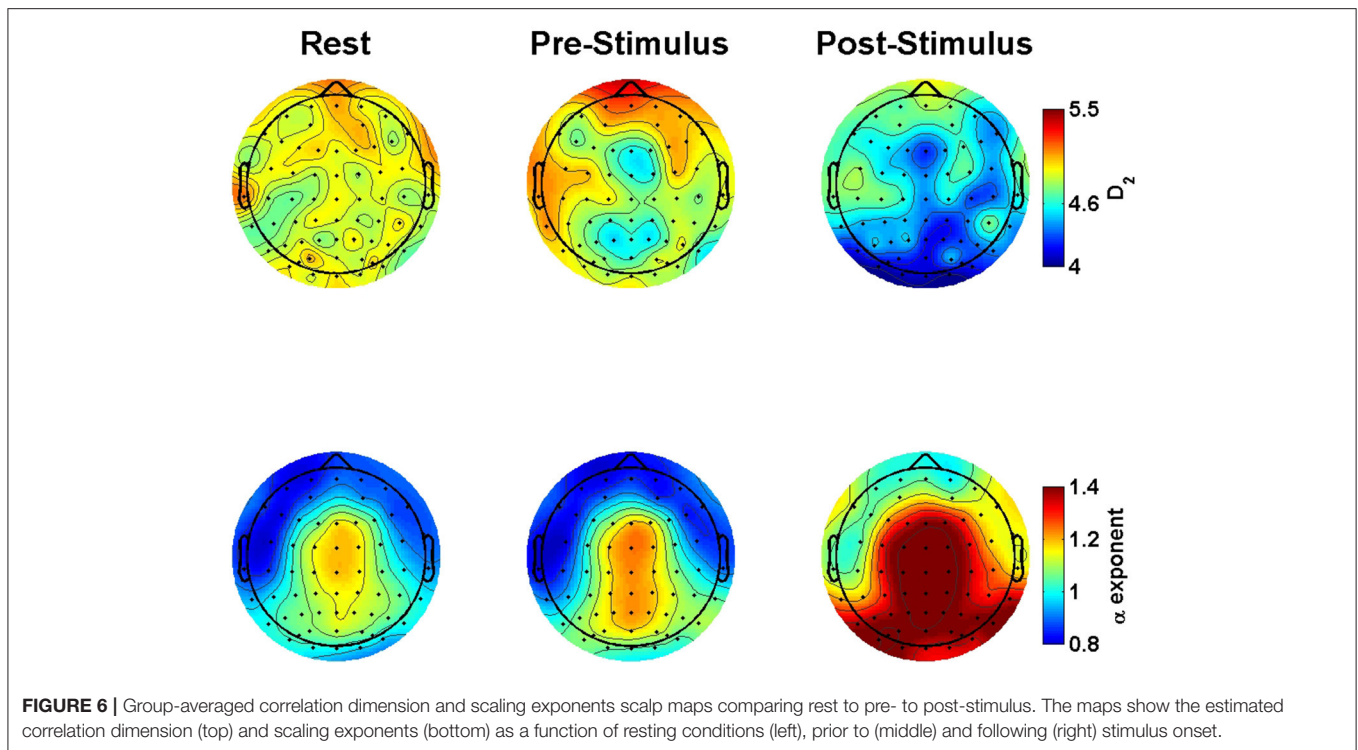 Rest Pre-Stimulus Post-Stimulus
5.5
4.6
4
D_2
1.4
1.2
1
0.8
α exponent
FIGURE 6 | Group-averaged correlation dimension and scaling exponents scalp maps comparing rest to pre- to post-stimulus. The maps show the estimated
correlation dimension (top) and scaling exponents (bottom) as a function of resting conditions (left), prior to (middle) and following (right) stimulus onset.